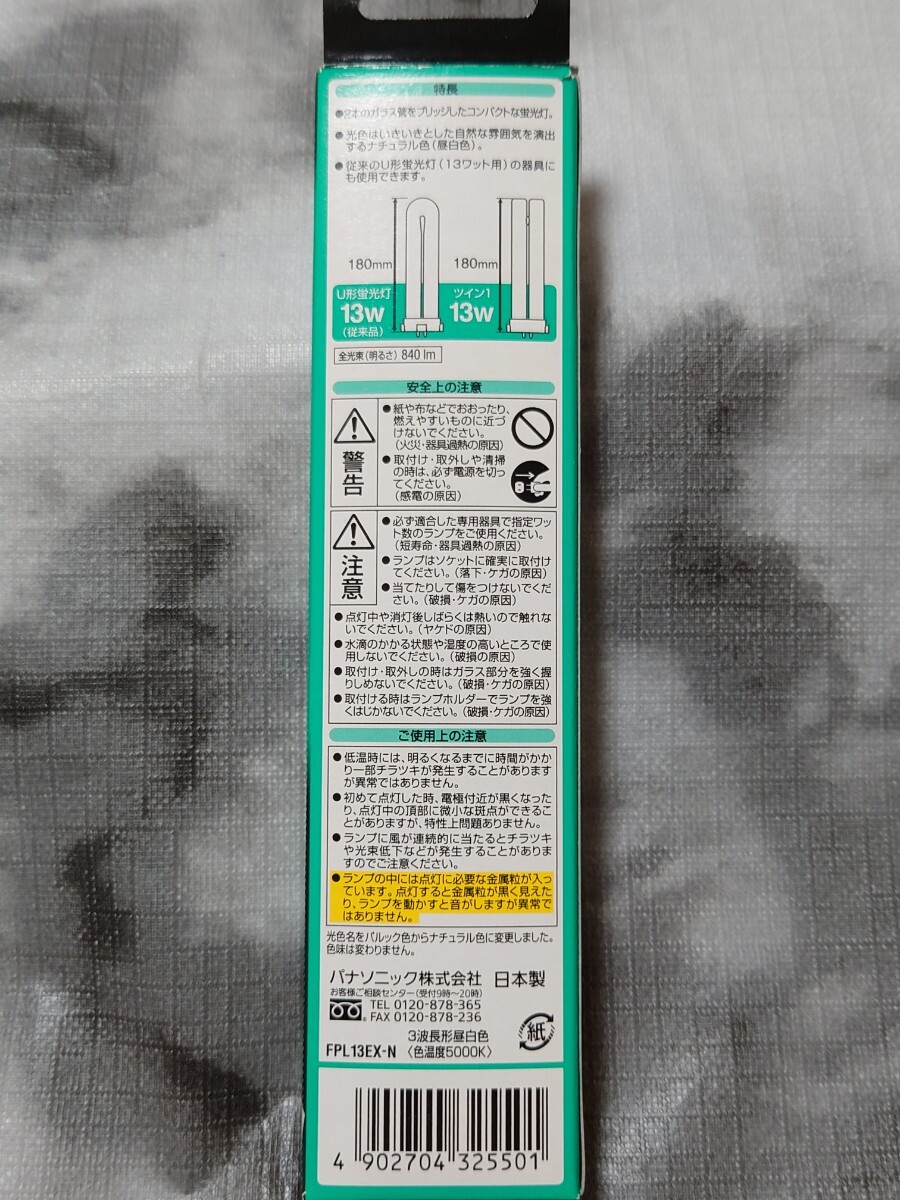 特長
●2本のガラス管をブリッジしたコンパクトな蛍光灯。
●光色はいきいきとした自然な雰囲気を演出
するナチュラル色(昼白色)。
●従来のU形蛍光灯(13ワット用)の器具に
も使用できます。
180mm
180mm
U形蛍光灯
13W
(従来品)
ツイン1
13W
全光束(明るさ) 840 lm
安全上の注意
警告
●紙や布などでおおったり、
燃えやすいものに近づ
けないでください。
(火災・器具過熱の原因)
●取付け・取外しや清掃
の時は、必ず電源を切っ
てください。
(感電の原因)
注意
●必ず適合した専用器具で指定ワッ
ト数のランプをご使用ください。
(短寿命・器具過熱の原因)
●ランプはソケットに確実に取付け
てください。(落下・ケガの原因)
●当てたりして傷をつけないでくだ
さい。(破損・ケガの原因)
●点灯中や消灯後しばらくは熱いので触れな
いでください。(ヤケドの原因)
●水滴のかかる状態や湿度の高いところで使
用しないでください。(破損の原因)
●取付け・取外しの時はガラス部分を強く握
りしめないでください。(破損・ケガの原因)
●取付ける時はランプホルダーでランプを強
くはじかないでください。(破損・ケガの原因)
ご使用上の注意
●低温時には、明るくなるまでに時間がかか
り一部チラツキが発生することがあります
が異常ではありません。
●初めて点灯した時、電極付近が黒くなった
り、点灯中の頂部に微小な斑点ができるこ
とがありますが、特性上問題ありません。
●ランプに風が連続的に当たるとチラツキ
や光束低下などが発生することがありま
すのでご注意ください。
●ランプの中には点灯に必要な金属粒が入っ
ています。点灯すると金属粒が黒く見えた
り、ランプを動かすと音がしますが異常で
はありません。
光色名をパルック色からナチュラル色に変更しました。
色味は変わりません。
パナソニック株式会社 日本製
お客様ご相談センター(受付9時~20時)
TEL 0120-878-365
FAX 0120-878-236
紙
3波長形昼白色
FPL13EX-N 〈色温度5000K〉
4 902704 325501